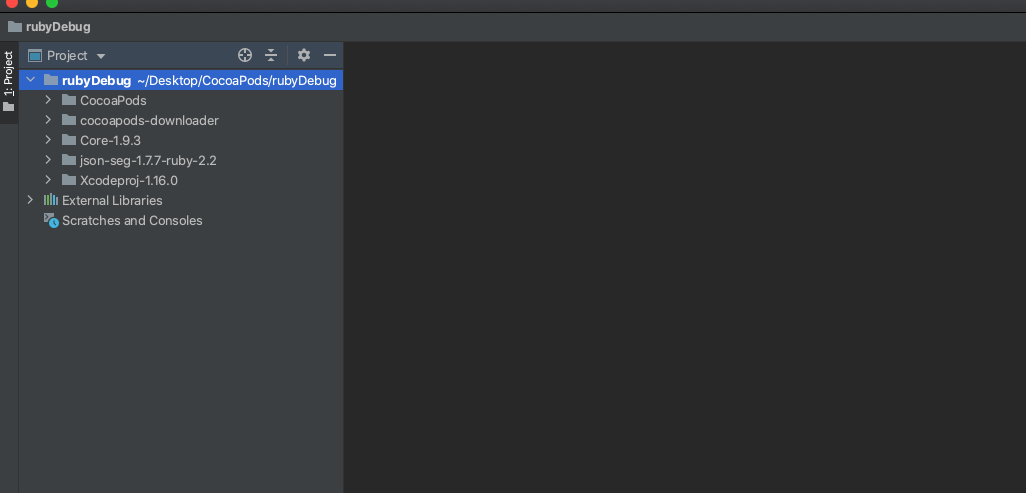 rubyDebug
1: Project
Project
rubyDebug ~/Desktop/CocoaPods/rubyDebug
CocoaPods
cocoapods-downloader
Core-1.9.3
json-seg-1.7.7-ruby-2.2
Xcodeproj-1.16.0
External Libraries
Scratches and Consoles